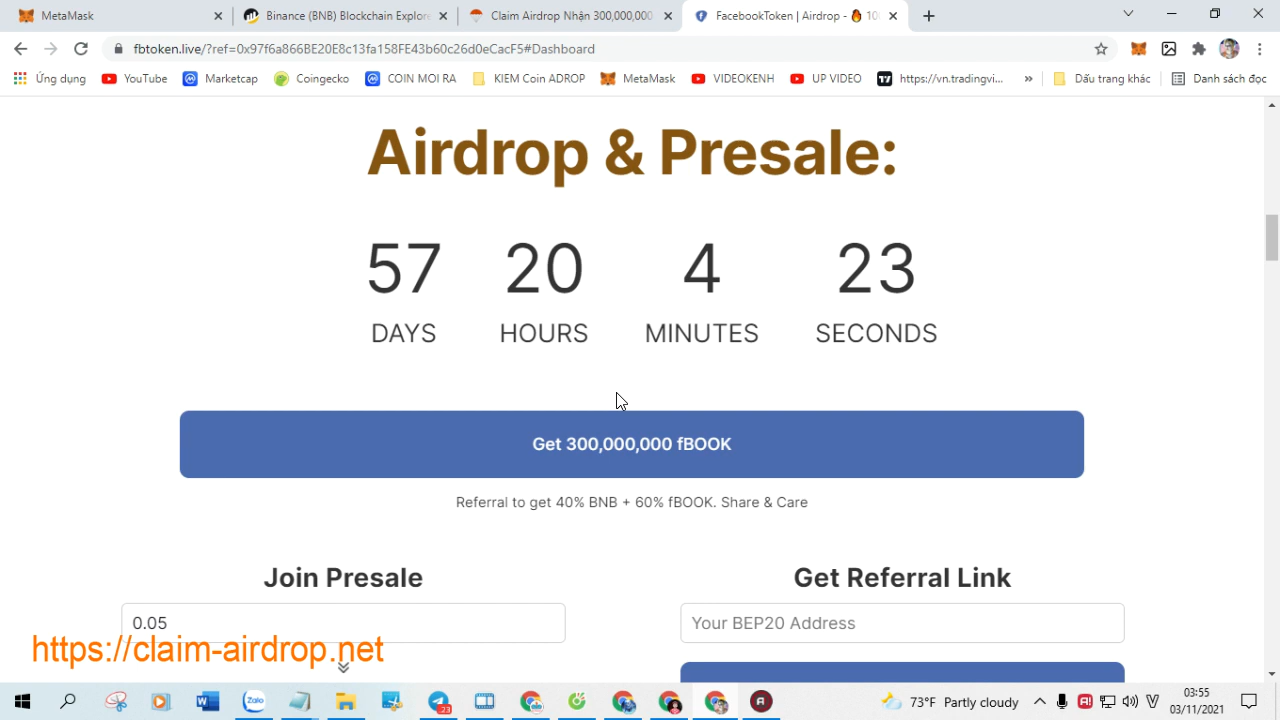 MetaMask
Binance (BNB) Blockchain Explore
Claim Airdrop Nhận 300,000,000
FacebookToken | Airdrop - 🔥 10
fbtoken.live/?ref=0x97f6a866BE20E8c13fa158FE43b60c26d0eCacF5#Dashboard
Ứng dụng
YouTube
Marketcap
Coingecko
COIN MOI RA
KIEM Coin ADROP
MetaMask
VIDEOKENH
UP VIDEO
https://vn.tradingvi...
»
Dấu trang khác
Danh sách đọc
Airdrop & Presale:
57 20 4 23
DAYS HOURS MINUTES SECONDS
Get 300,000,000 fBOOK
Referral to get 40% BNB + 60% fBOOK. Share & Care
Join Presale
Get Referral Link
0.05
Your BEP20 Address
https://claim-airdrop.net
Zalo
23
73°F Partly cloudy
03:55
03/11/2021